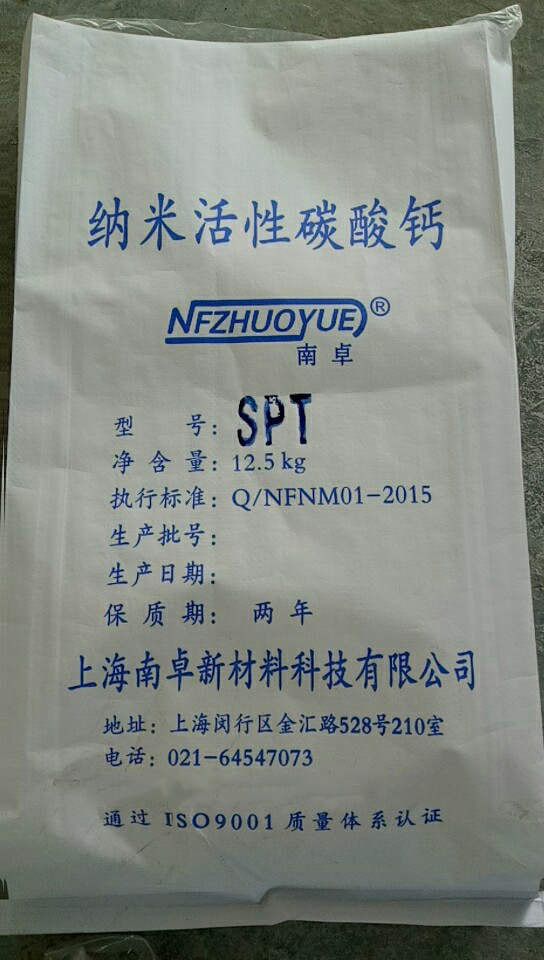 纳米活性碳酸钙
NFZHUOYUE®
南卓
型 号: SPT
净含量: 12.5kg
执行标准: Q/NFNM01-2015
生产批号:
生产日期:
保质期: 两年
上海南卓新材料科技有限公司
地址: 上海闵行区金汇路528号210室
电话: 021-64547073
通过 ISO9001 质量体系认证